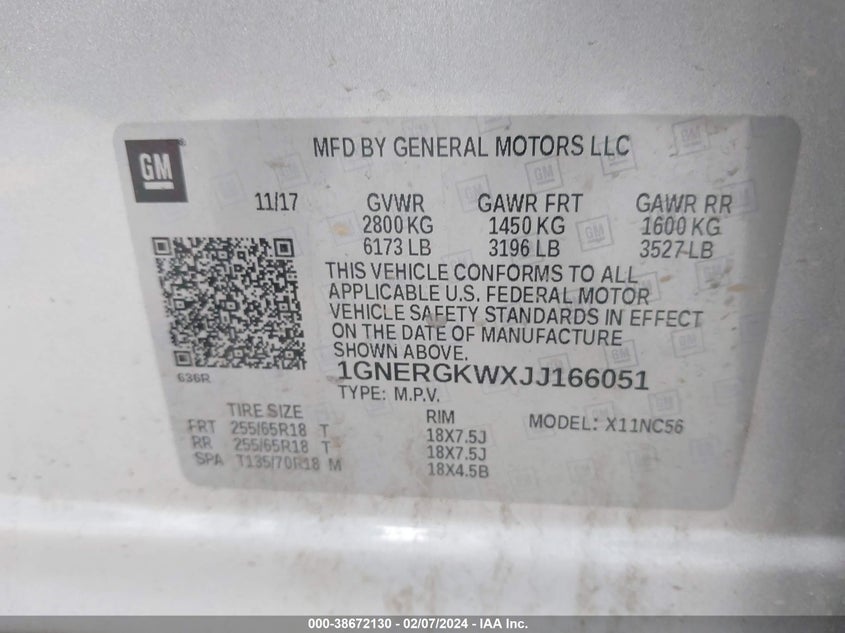 GM
MFD BY GENERAL MOTORS LLC
11/17
GVWR GAWR FRT GAWR RR
2800 KG 1450 KG 1600 KG
6173 LB 3196 LB 3527 LB
THIS VEHICLE CONFORMS TO ALL
APPLICABLE U.S. FEDERAL MOTOR
VEHICLE SAFETY STANDARDS IN EFFECT
ON THE DATE OF MANUFACTURE
SHOWN ABOVE.
636R
1GNERGKWXJJ166051
TYPE: M.P.V.
TIRE SIZE RIM MODEL: X11NC56
FRT 255/65R18 T 18X7.5J
RR 255/65R18 T 18X7.5J
SPA T135/70R18 M 18X4.5B
000-38672130 - 02/07/2024 - IAA Inc.